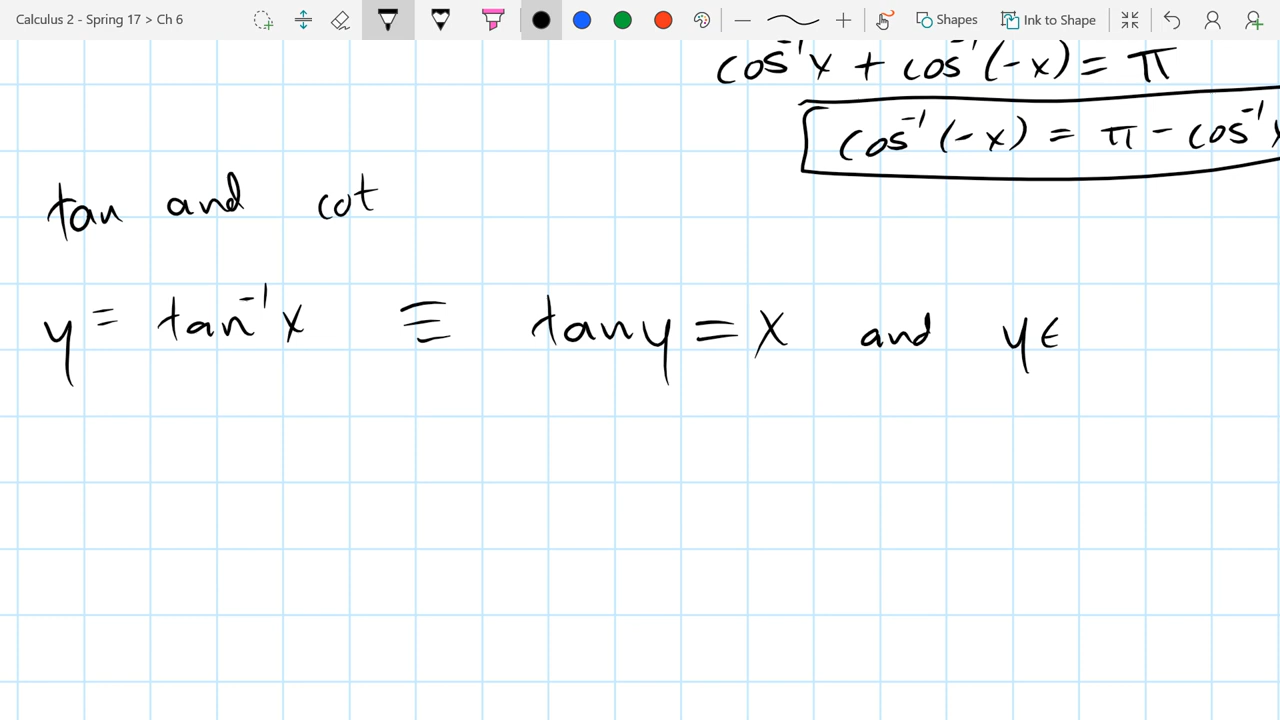 Calculus 2 - Spring 17 > Ch 6 Shapes Ink to Shape
cos⁻¹x + cos⁻¹(-x) = π
cos⁻¹(-x) = π - cos⁻¹x
tan and cot
y = tan⁻¹x ≡ tan y = x and y ∈